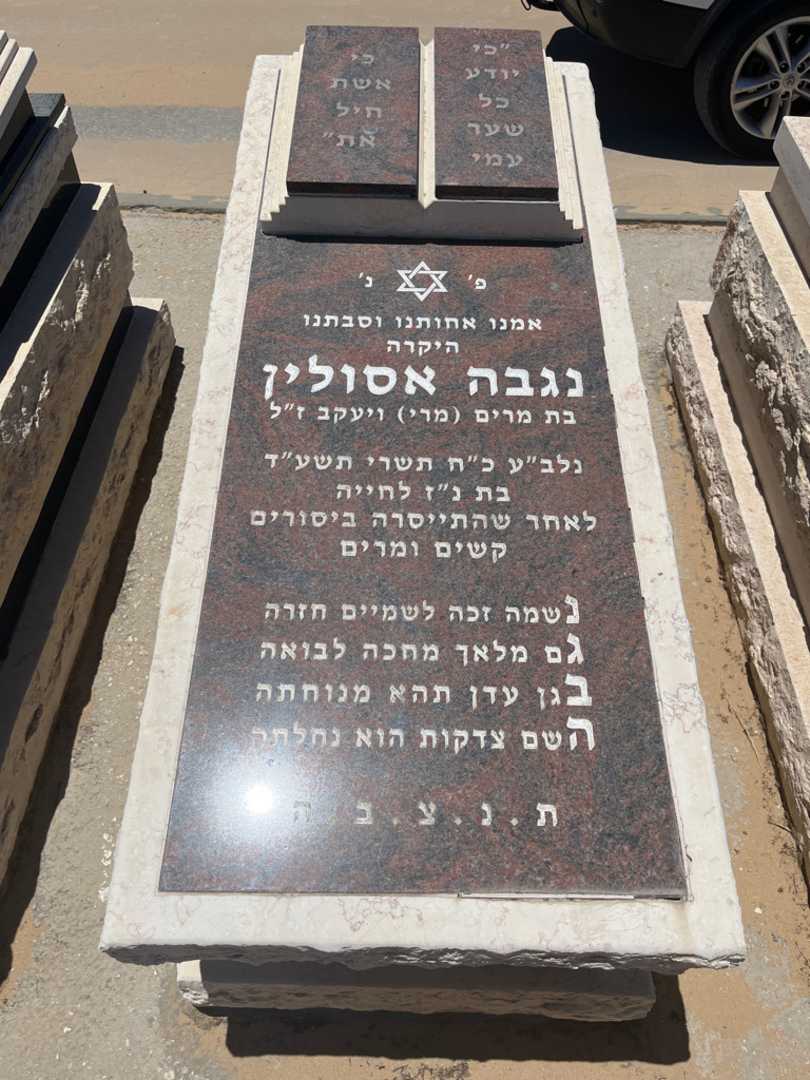 "כי
יודע
כל
שער
עמי
כי
אשת
חיל
את"
פ' נ'
אמנו אחותנו וסבתנו
היקרה
נגבה אסולין
בת מרים (מרי) ויעקב ז"ל
נלב"ע כ"ח תשרי תשע"ד
בת נ"ז לחייה
לאחר שהתייסרה ביסורים
קשים ומרים
נשמה זכה לשמיים חזרה
גם מלאך מחכה לבואה
בגן עדן תהא מנוחתה
השם צדקות הוא נחלתה
ת.נ.צ.ב.ה